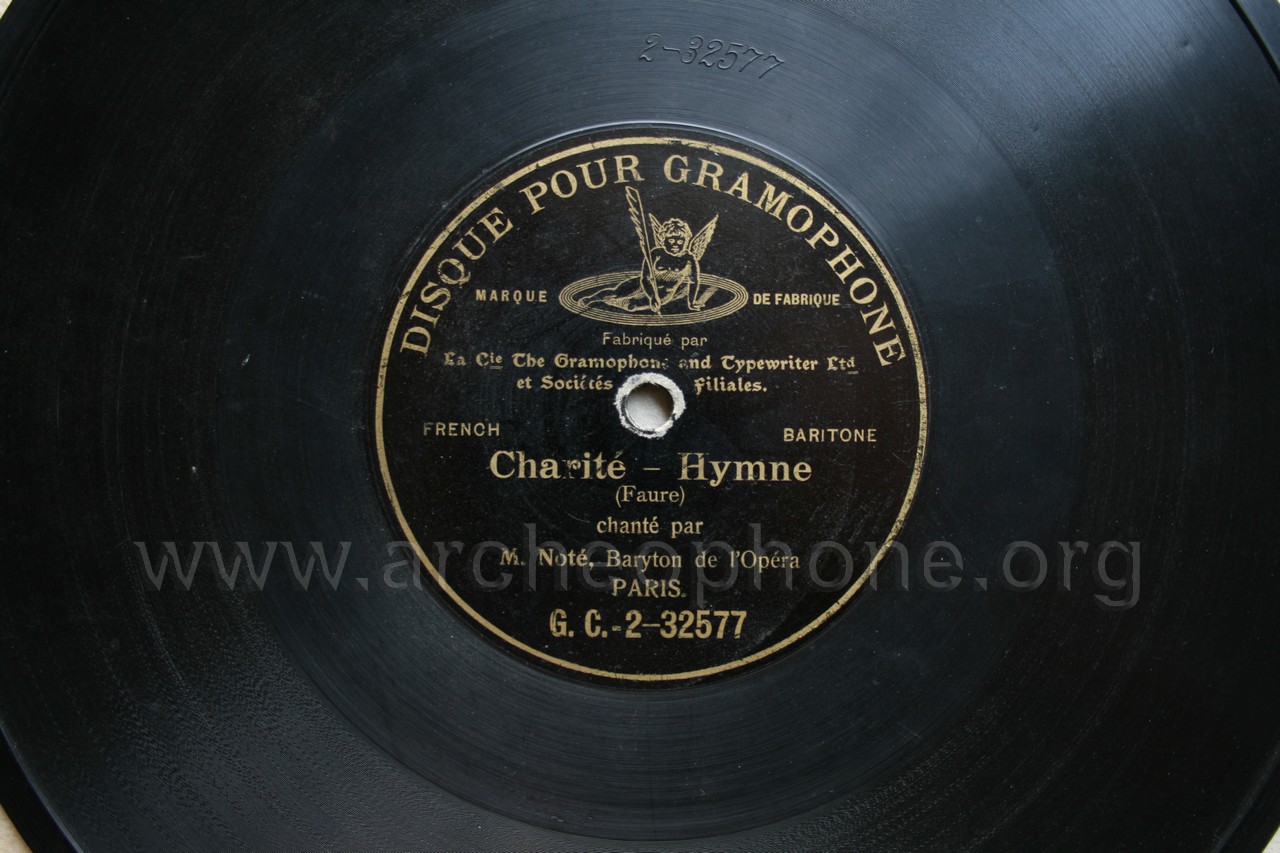 2-32577
DISQUE POUR GRAMOPHONE
MARQUE DE FABRIQUE
Fabriqué par
La Cie The Gramophone and Typewriter Ltd
et Sociétés filiales.
FRENCH BARITONE
Charité - Hymne
(Faure)
chanté par
M. Noté, Baryton de l'Opéra
www.archeophone.org
PARIS.
G. C.-2-32577